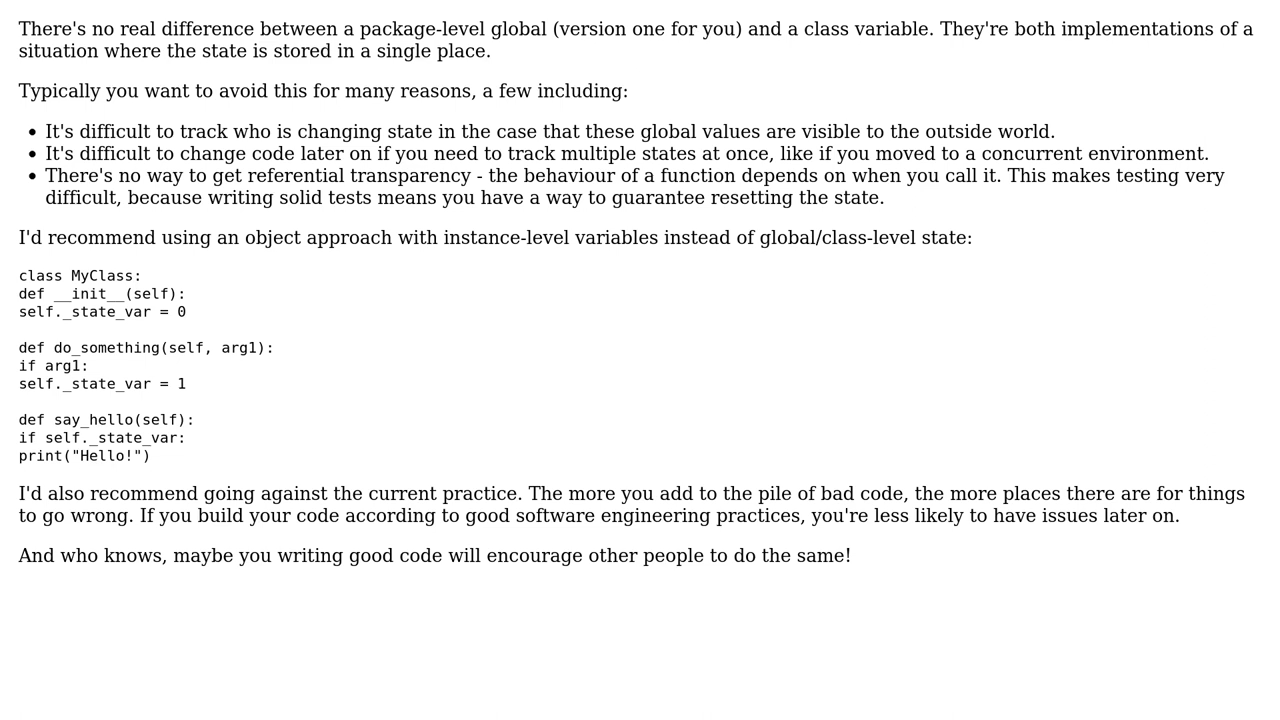 There's no real difference between a package-level global (version one for you) and a class variable. They're both implementations of a
situation where the state is stored in a single place.
Typically you want to avoid this for many reasons, a few including:
• It's difficult to track who is changing state in the case that these global values are visible to the outside world.
• It's difficult to change code later on if you need to track multiple states at once, like if you moved to a concurrent environment.
• There's no way to get referential transparency - the behaviour of a function depends on when you call it. This makes testing very
difficult, because writing solid tests means you have a way to guarantee resetting the state.
I'd recommend using an object approach with instance-level variables instead of global/class-level state:
class MyClass:
def __init__(self):
self._state_var = 0
def do_something(self, arg1):
if arg1:
self._state_var = 1
def say_hello(self):
if self._state_var:
print("Hello!")
I'd also recommend going against the current practice. The more you add to the pile of bad code, the more places there are for things
to go wrong. If you build your code according to good software engineering practices, you're less likely to have issues later on.
And who knows, maybe you writing good code will encourage other people to do the same!